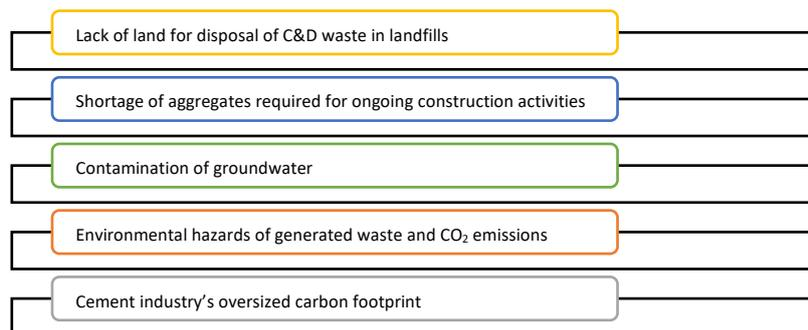 Lack of land for disposal of C&D waste in landfills
Shortage of aggregates required for ongoing construction activities
Contamination of groundwater
Environmental hazards of generated waste and CO₂ emissions
Cement industry’s oversized carbon footprint